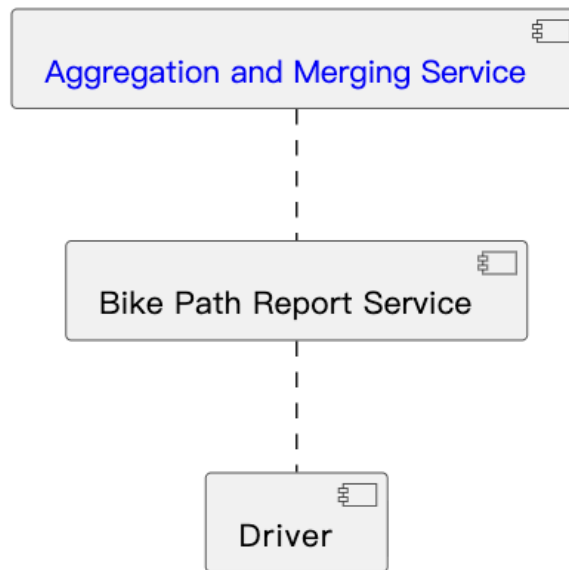 Aggregation and Merging Service
Bike Path Report Service
Driver